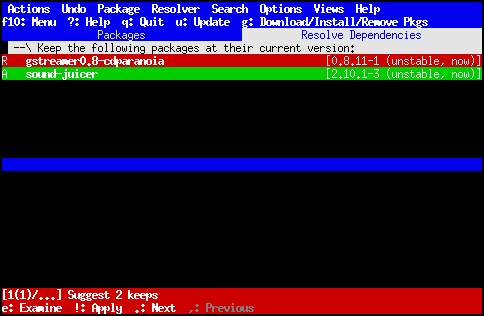 Actions Undo Package Resolver Search Options Views Help
f10: Menu ?: Help q: Quit u: Update g: Download/Install/Remove Pkgs
Packages Resolve Dependencies
--\ Keep the following packages at their current version:
R gstreamer0.8-cdparanoia [0.8.11-1 (unstable, now)]
A sound-juicer [2.10.1-3 (unstable, now)]
[1(1)/...] Suggest 2 keeps
e: Examine !: Apply .: Next ,: Previous